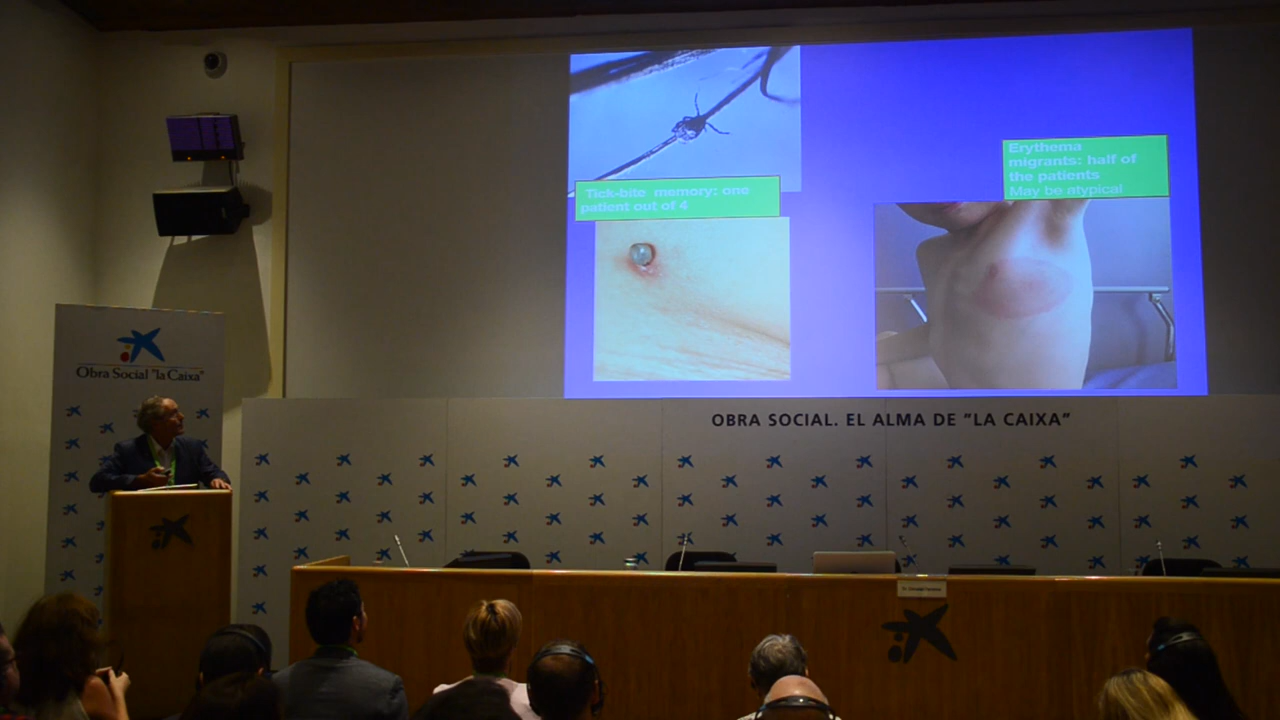 Erythema
migrants: half of
the patients
May be atypical
Tick-bite memory: one
patient out of 4
Obra Social "la Caixa"
OBRA SOCIAL. EL ALMA DE "LA CAIXA"